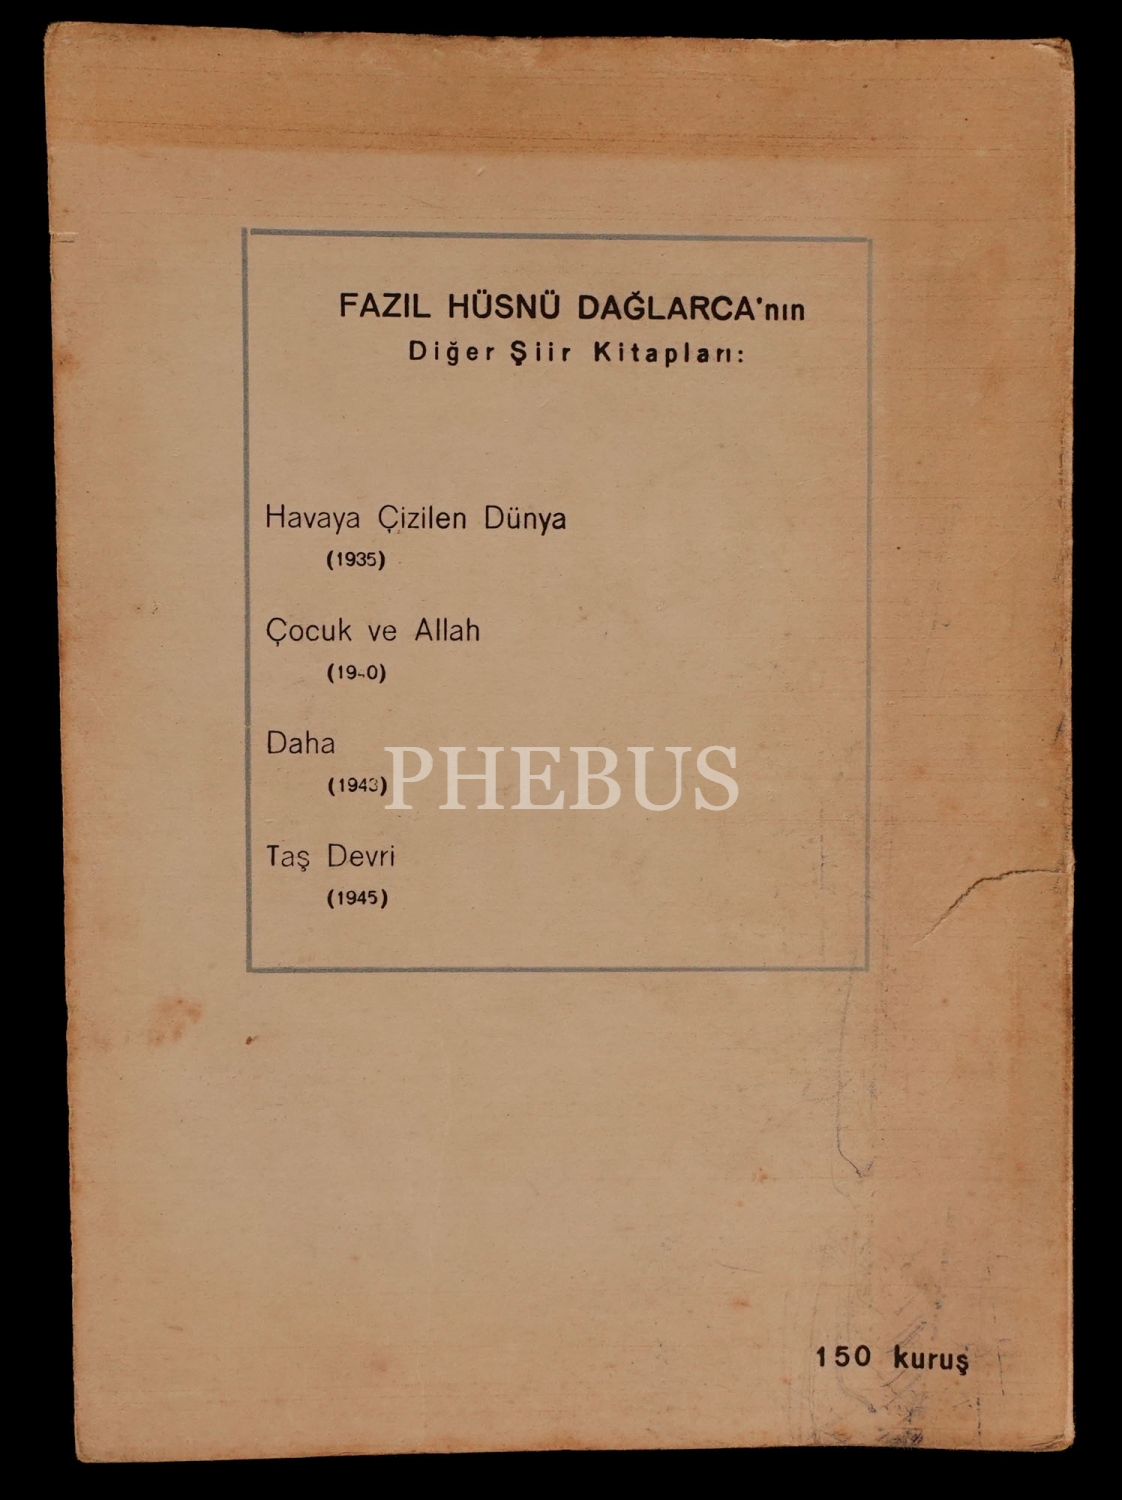 FAZIL HÜSNÜ DAĞLARCA'nın
Diğer Şiir Kitapları:
Havaya Çizilen Dünya
(1935)
Çocuk ve Allah
Daha
(1943)
PHEBUS
Taş Devri
(1945)
150 kuruş